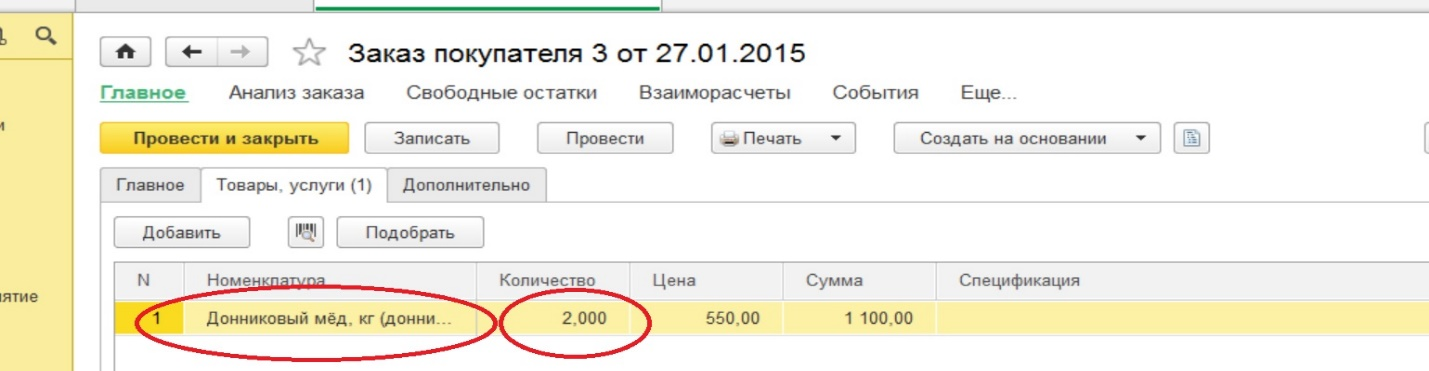 Заказ покупателя 3 от 27.01.2015
Главное Анализ заказа Свободные остатки Взаиморасчеты События Еще...
Провести и закрыть Записать Провести Печать Создать на основании
Главное Товары, услуги (1) Дополнительно
Добавить Подобрать
N Номенклатура Количество Цена Сумма Спецификация
1 Донниковый мёд, кг (донни... 2,000 550,00 1 100,00